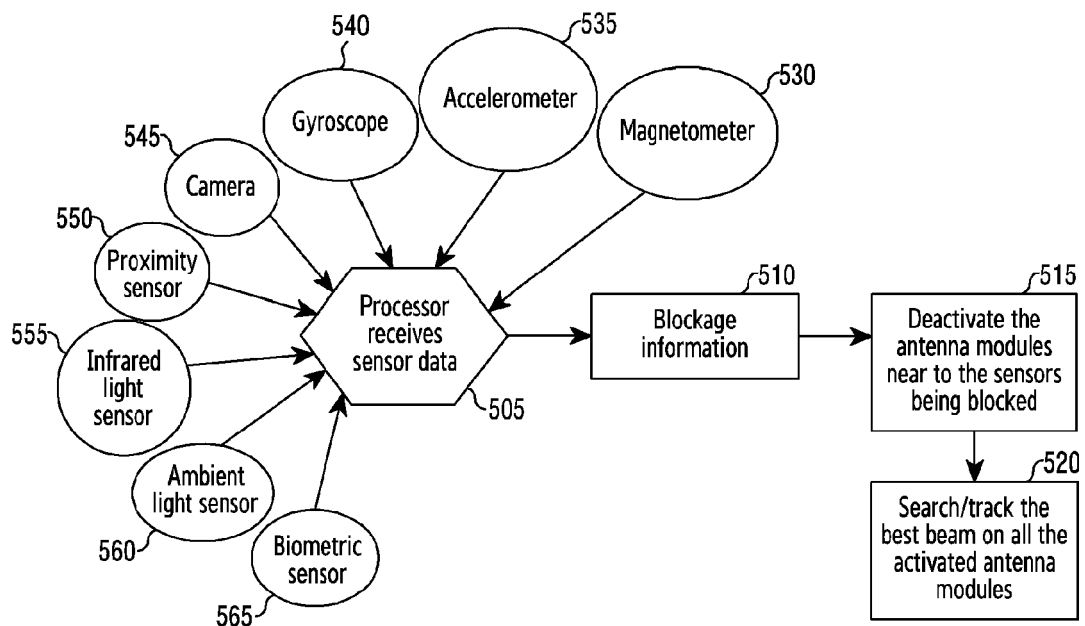 540
Gyroscope
535
Accelerometer
530
Magnetometer
545
Camera
550
Proximity
sensor
555
Infrared
light
sensor
560
Ambient
light sensor
565
Biometric
sensor
Processor
receives
sensor data
505
510
Blockage
information
515
Deactivate the
antenna modules
near to the sensors
being blocked
520
Search/track the
best beam on all the
activated antenna
modules